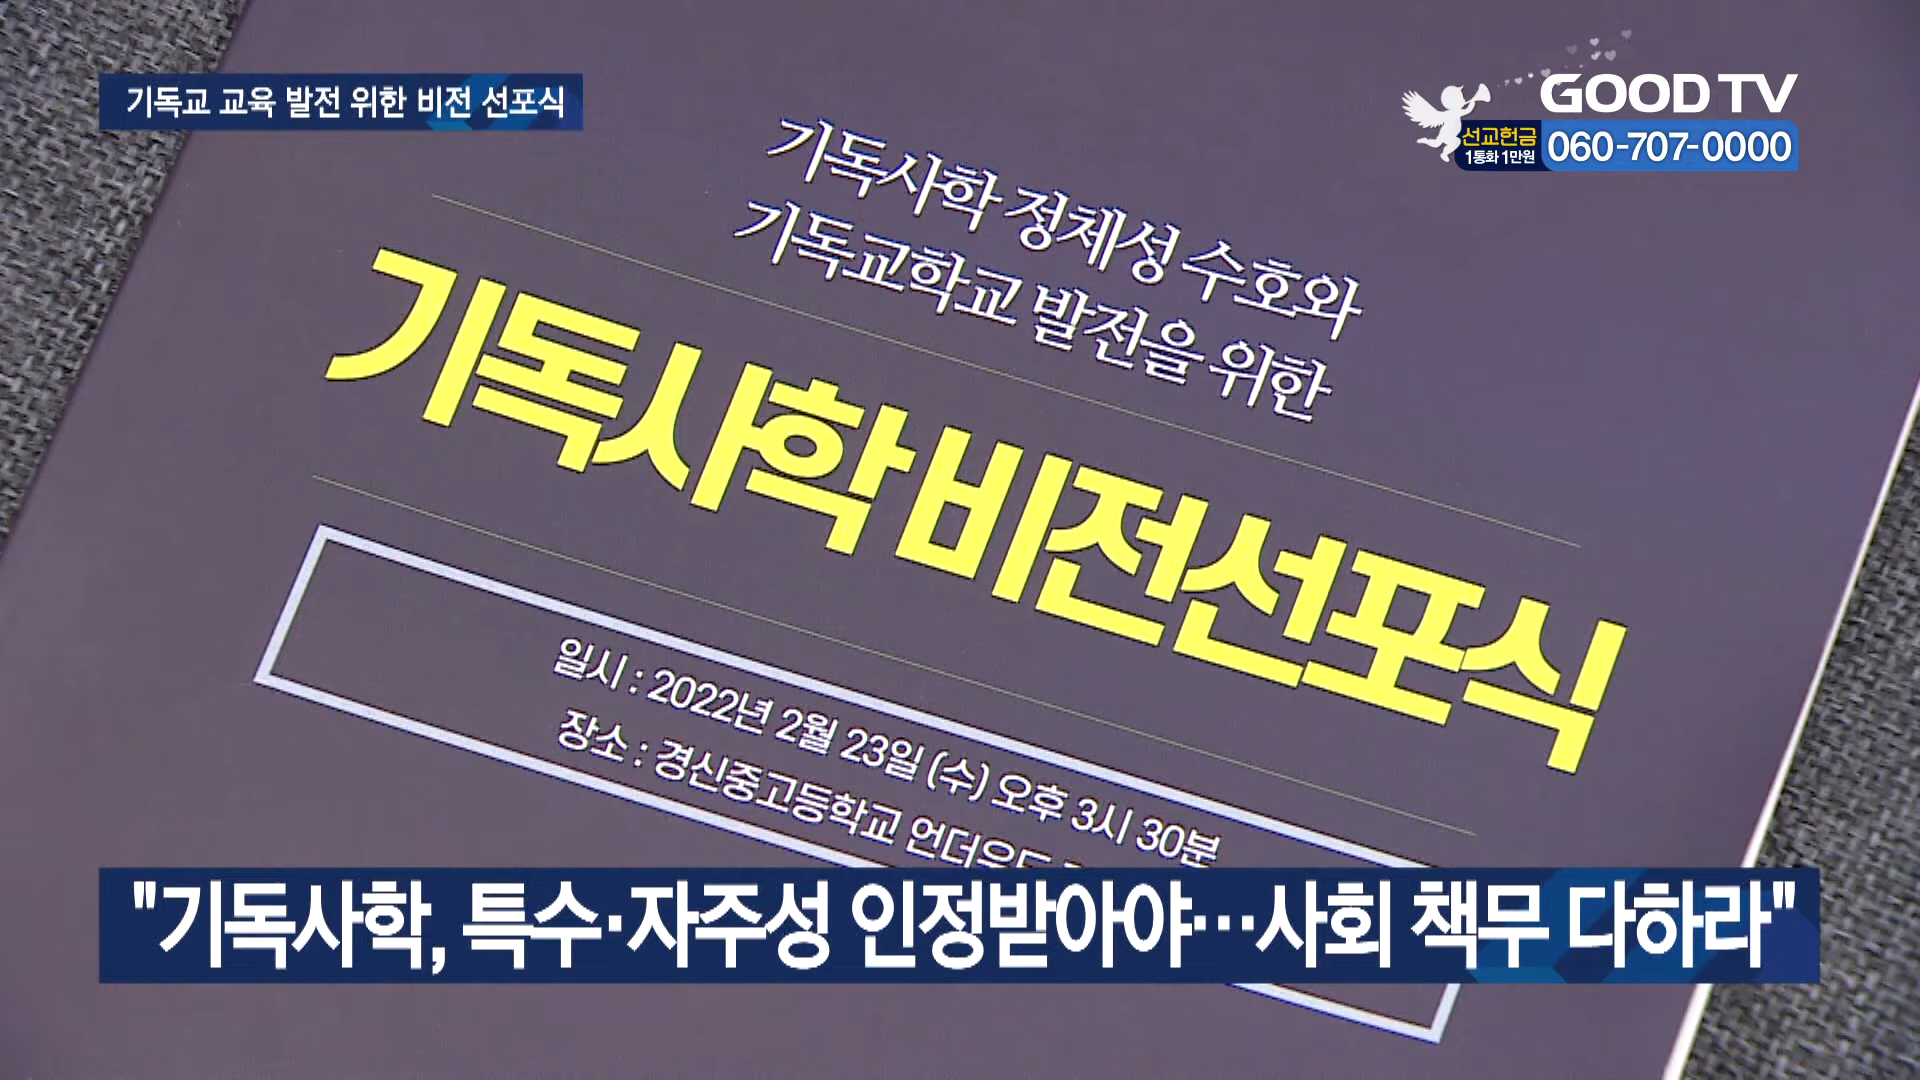 기독교 교육 발전 위한 비전 선포식
GOODTV
선교헌금
1통화 1만원
060-707-0000
기독사학 정체성 수호와
기독교학교 발전을 위한
기독사학 비전선포식
일시 : 2022년 2월 23일 (수) 오후 3시 30분
장소 : 경신중고등학교 언더우드
"기독사학, 특수·자주성 인정받아야…사회 책무 다하라"